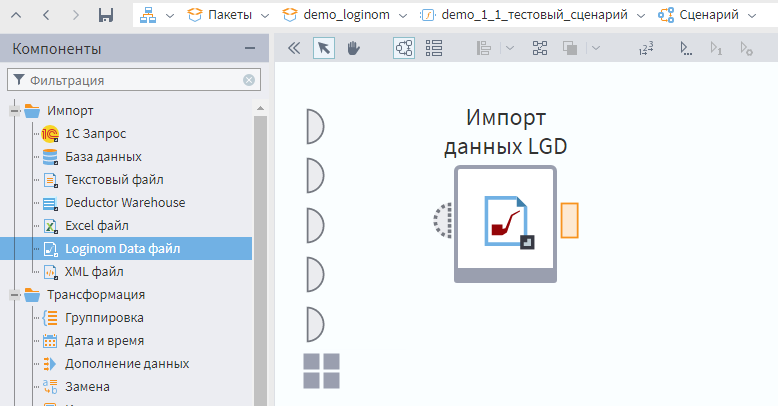 Пакеты demo_loginom demo_1_1_тестовый_сценарий Сценарий
Компоненты
Фильтрация
Импорт
1С Запрос
База данных
Текстовый файл
Deductor Warehouse
Excel файл
Loginom Data файл
XML файл
Трансформация
Группировка
Дата и время
Дополнение данных
Замена
Импорт
данных LGD